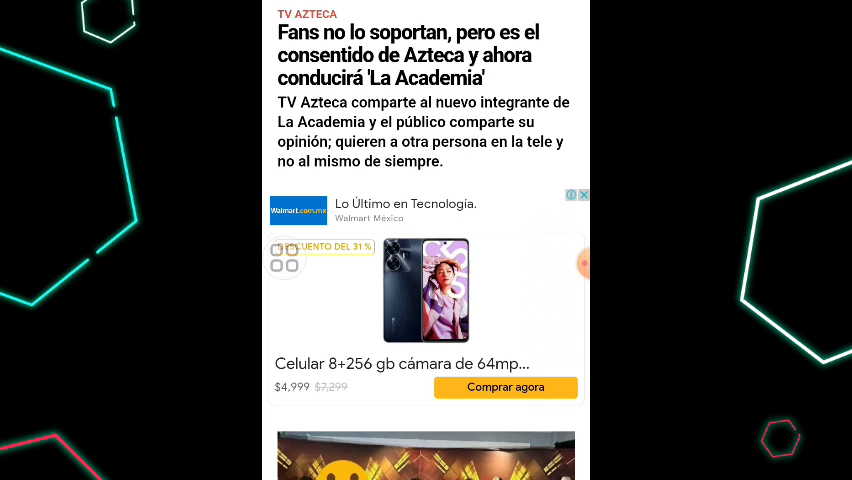 TV AZTECA
Fans no lo soportan, pero es el
consentido de Azteca y ahora
conducirá 'La Academia'
TV Azteca comparte al nuevo integrante de
La Academia y el público comparte su
opinión; quieren a otra persona en la tele y
no al mismo de siempre.
Walmart.com.mx
Lo Último en Tecnología.
Walmart México
DESCUENTO DEL 31 %
Celular 8+256 gb cámara de 64mp...
$4,999 $7,299
Comprar agora